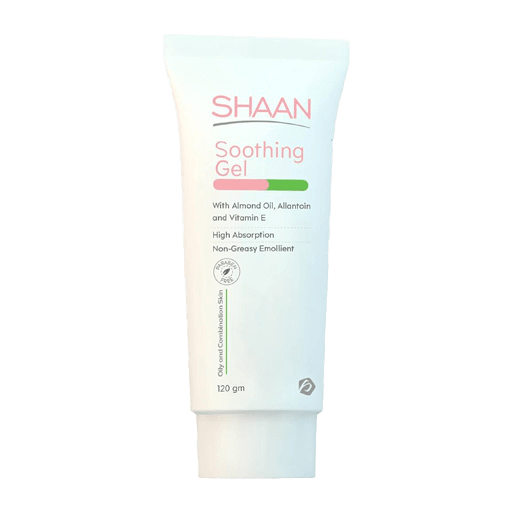 SHAAN
Soothing
Gel
With Almond Oil, Allantoin
and Vitamin E
High Absorption
Non-Greasy Emollient
PARABEN
FREE
Oily and Combination Skin
120 gm